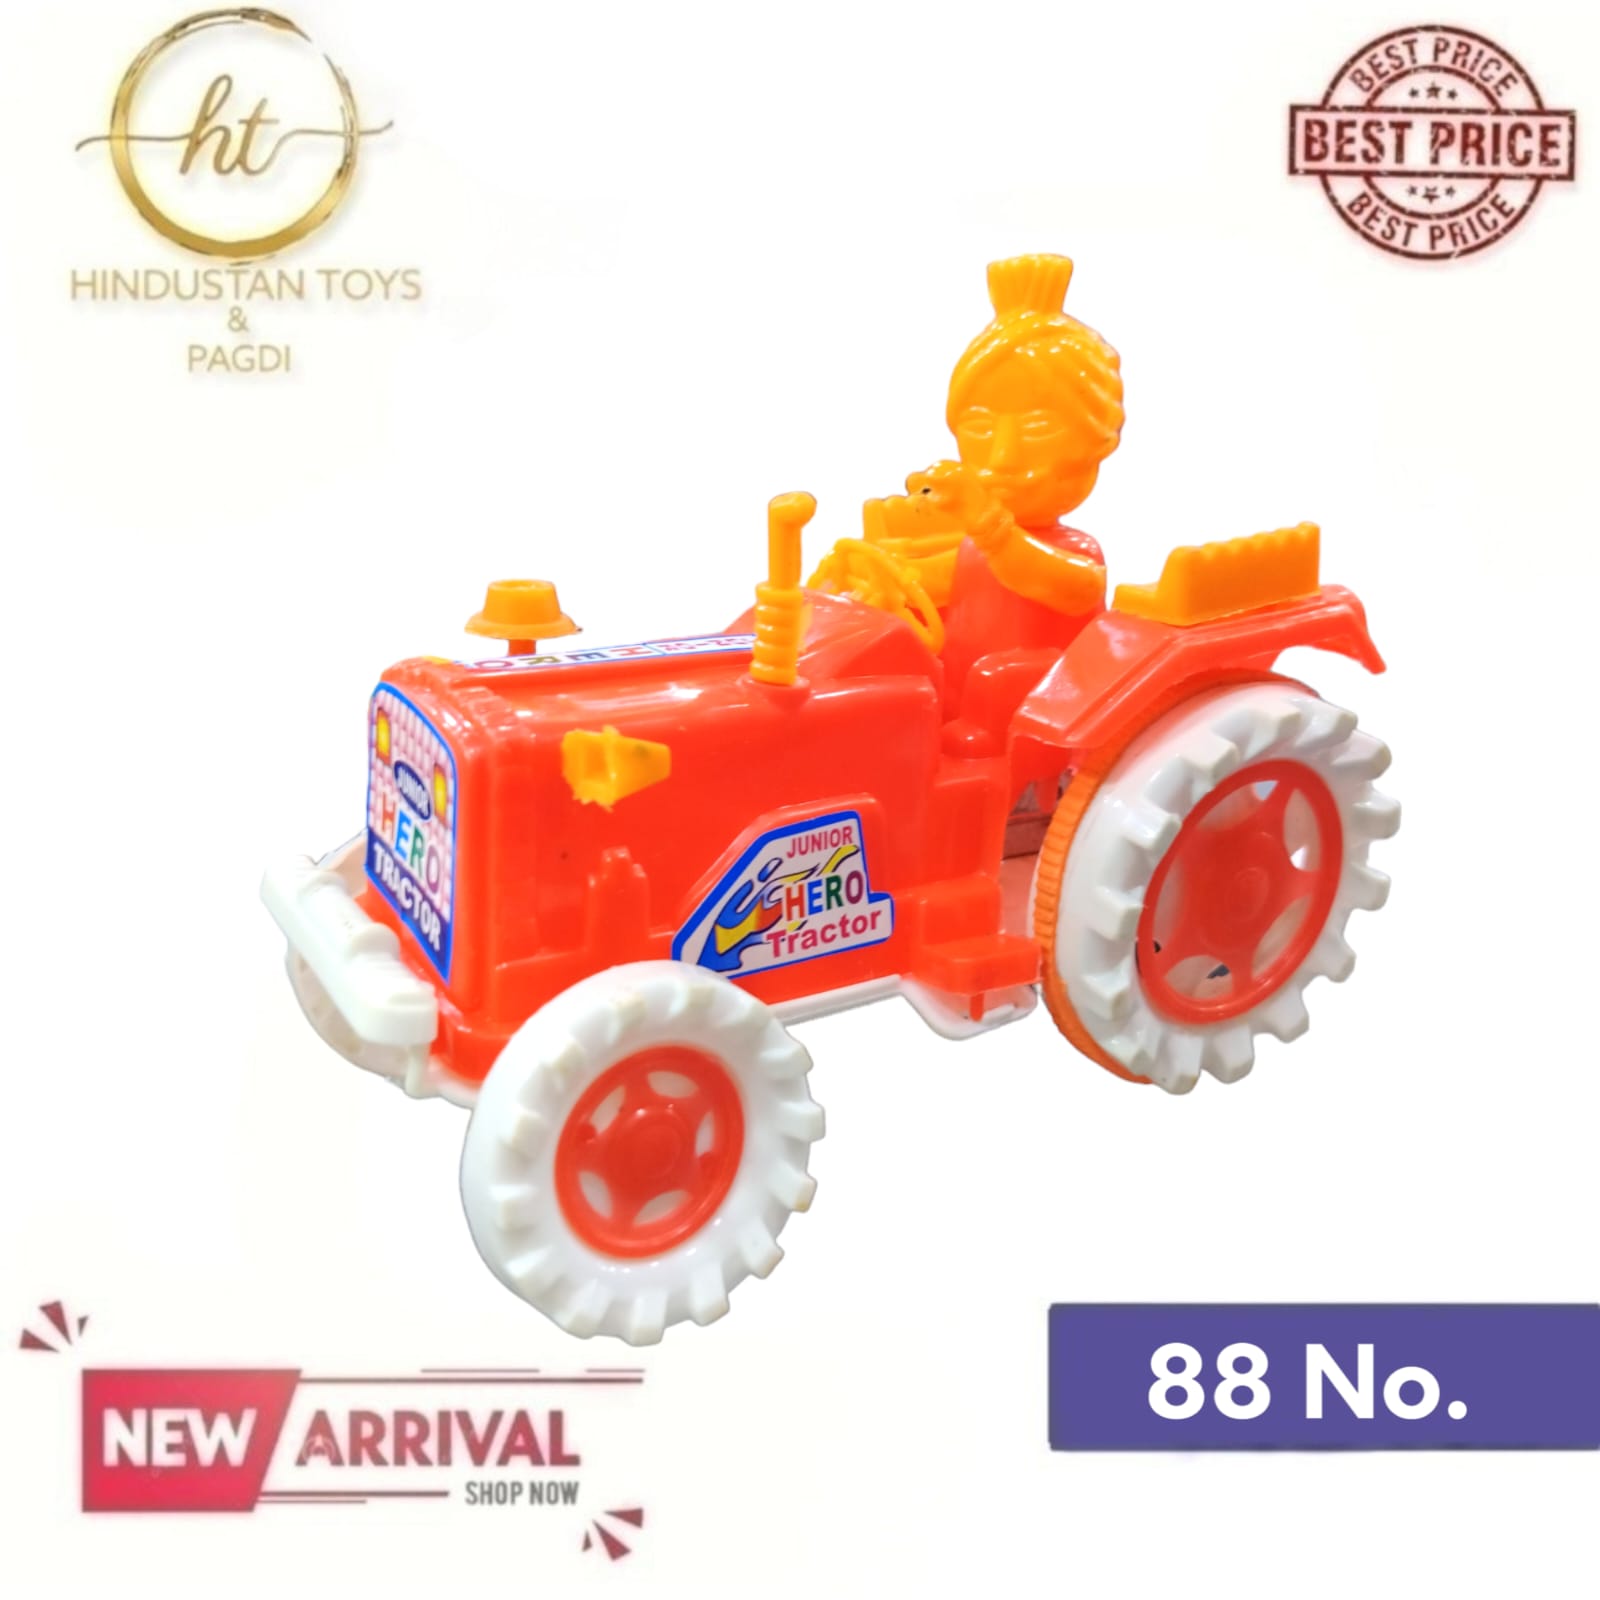 ht
HINDUSTAN TOYS
&
PAGDI
BEST PRICE
BEST PRICE
BEST PRICE
HERO
JUNIOR
HERO
TRACTOR
JUNIOR
HERO
Tractor
NEW ARRIVAL
SHOP NOW
88 No.